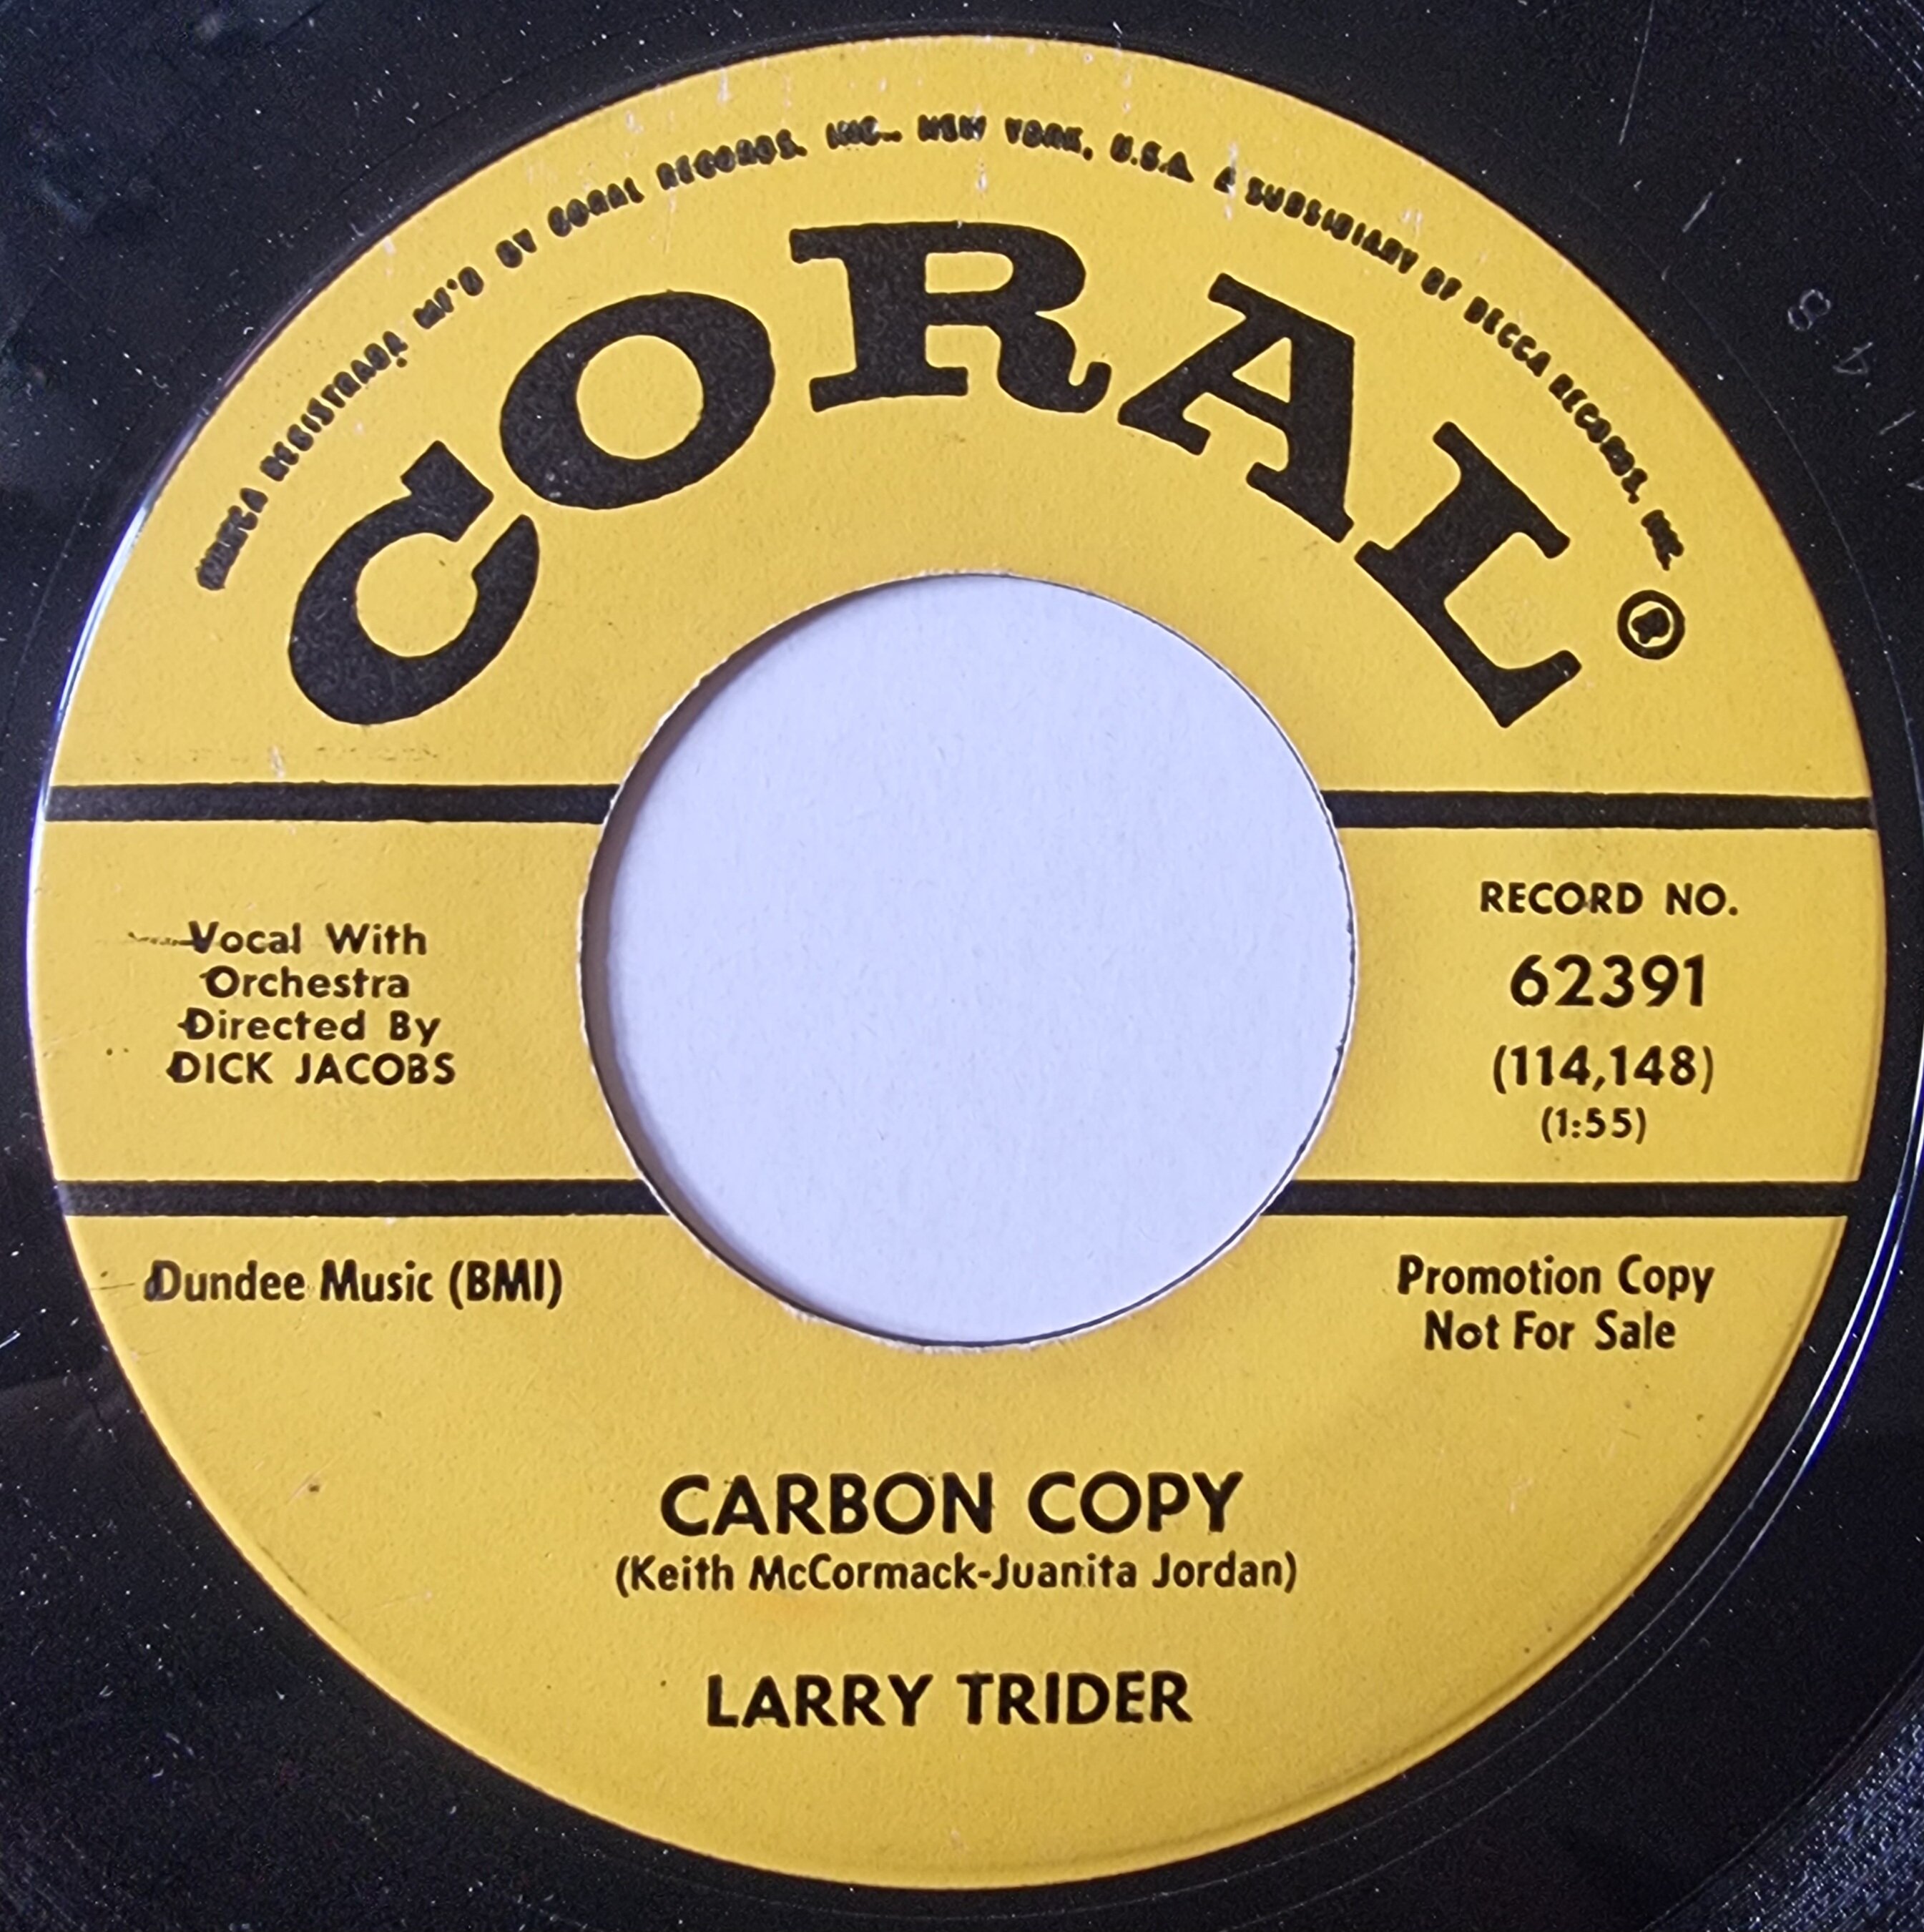 MARCA REGISTRADA MF'D BY CORAL RECORDS, INC., NEW YORK, U.S.A. A SUBSIDIARY OF DECCA RECORDS, INC.
CORAL®
Vocal With
Orchestra
Directed By
DICK JACOBS
RECORD NO.
62391
(114,148)
(1:55)
Dundee Music (BMI)
Promotion Copy
Not For Sale
CARBON COPY
(Keith McCormack-Juanita Jordan)
LARRY TRIDER